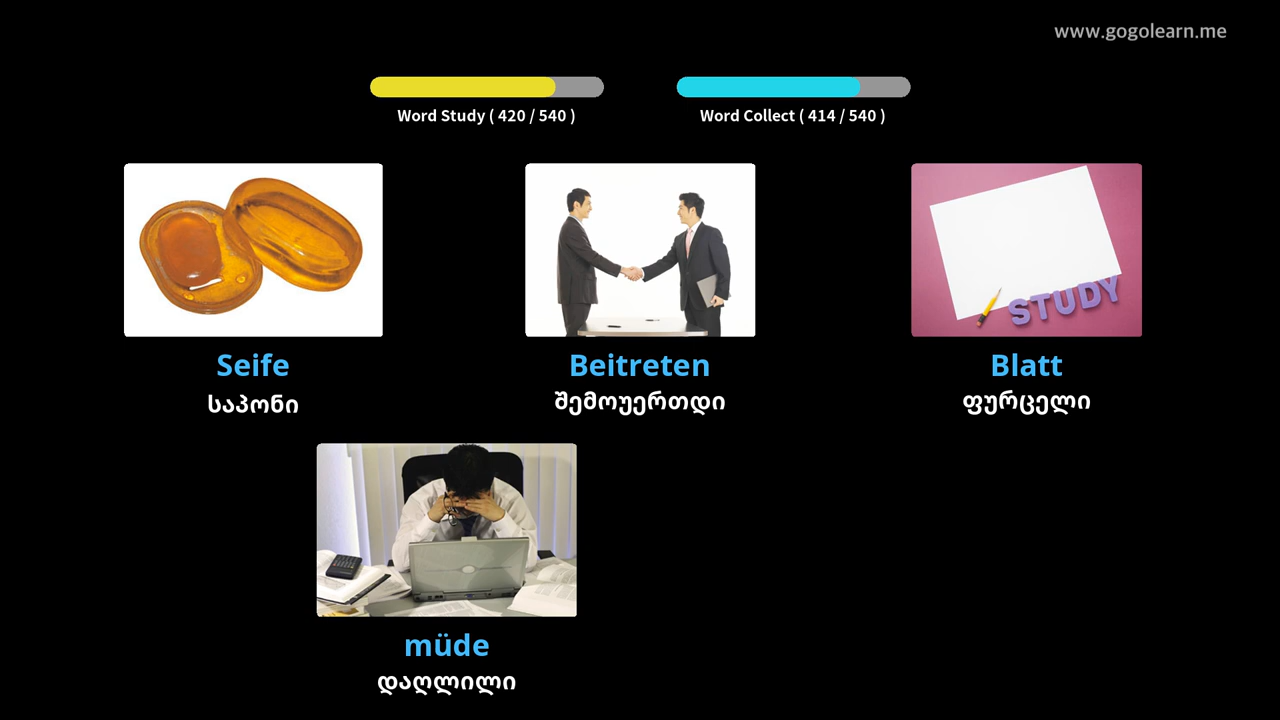 www.gogolearn.me
Word Study ( 420 / 540 )
Word Collect ( 414 / 540 )
STUDY
Seife
Beitreten
Blatt
საპონი
შემოუერთდი
ფურცელი
müde
დაღლილი